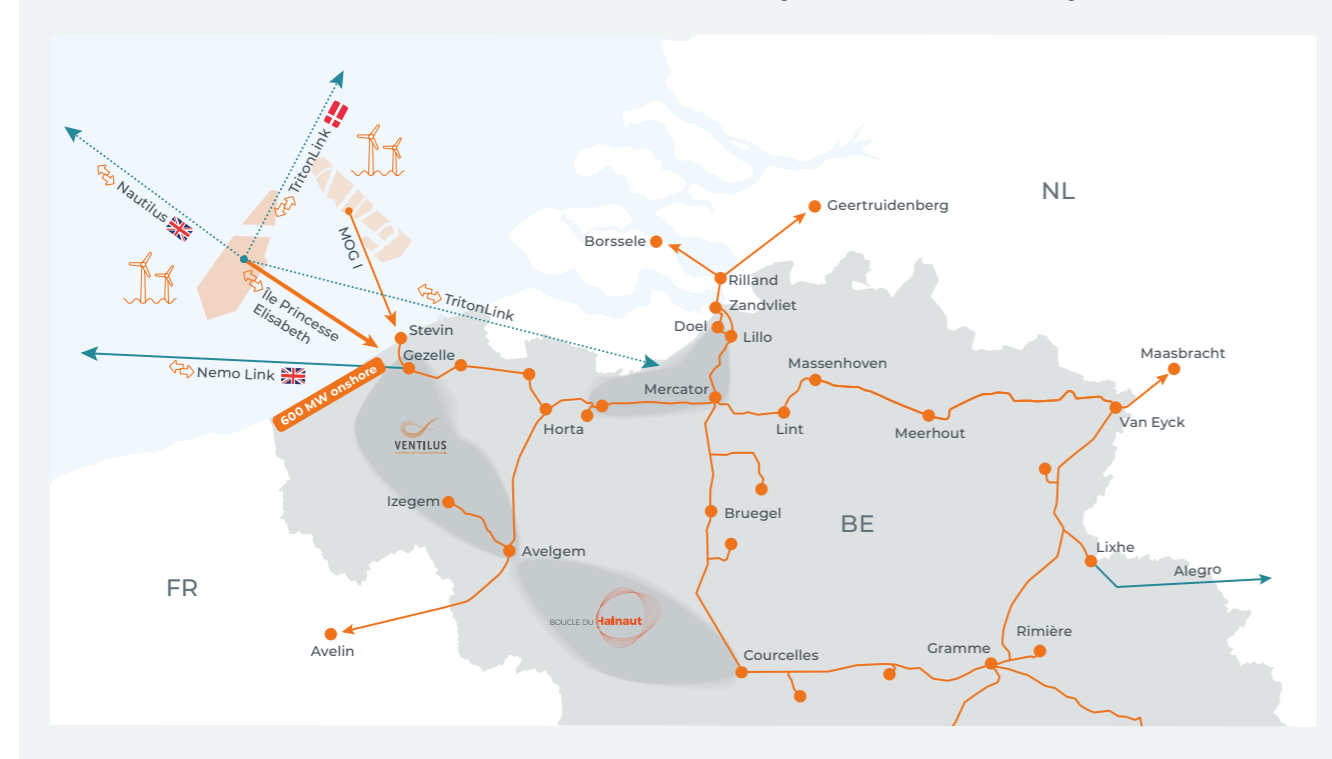 NL
Geertruidenberg
Borssele
TritonLink
Nautilus
MOG I
Rilland
Île Princesse
Elisabeth
TritonLink
Zandvliet
Doel
Lillo
Stevin
Gezelle
Maasbracht
Massenhoven
Nemo Link
600 MW onshore
Mercator
Horta
Lint
Meerhout
Van Eyck
VENTILUS
Izegem
Bruegel
BE
Avelgem
Lixhe
Alegro
FR
BOUCLE DU Hainaut
Avelin
Courcelles
Gramme
Rimière